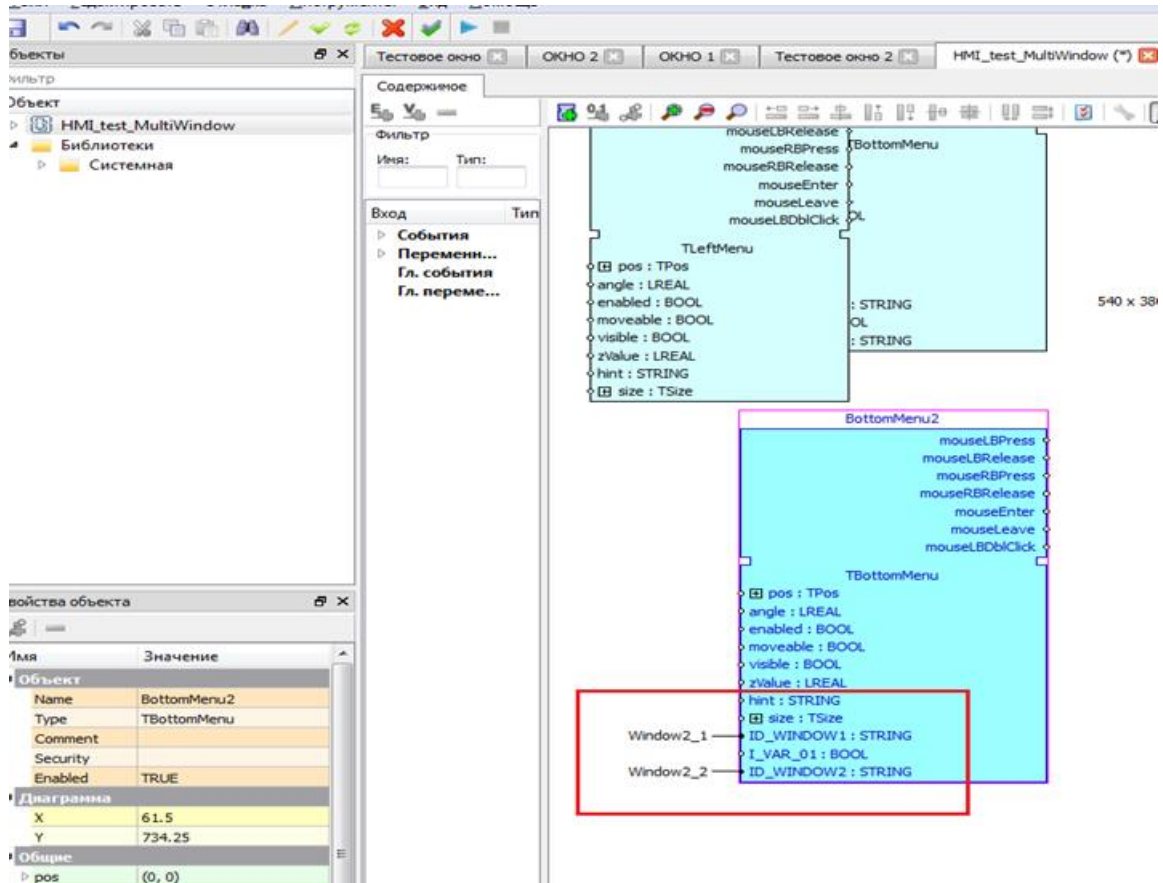 Объекты
Фильтр
Объект
HMI_test_MultiWindow
Библиотеки
Системная
Тестовое окно
ОКНО 2
ОКНО 1
Тестовое окно 2
HMI_test_MultiWindow (*)
Содержимое
Фильтр
Имя:
Тип:
Вход
Тип
События
Переменн...
Гл. события
Гл. переме...
mouseLBRelease
mouseRBPress
mouseRBRelease
mouseEnter
mouseLeave
mouseLBDblClick
TLeftMenu
pos : TPos
angle : LREAL
enabled : BOOL
moveable : BOOL
visible : BOOL
zValue : LREAL
hint : STRING
size : TSize
TBottomMenu
OL
: STRING
OL
: STRING
540 x 38
BottomMenu2
mouseLBPress
mouseLBRelease
mouseRBPress
mouseRBRelease
mouseEnter
mouseLeave
mouseLBDblClick
TBottomMenu
pos : TPos
angle : LREAL
enabled : BOOL
moveable : BOOL
visible : BOOL
zValue : LREAL
hint : STRING
size : TSize
Window2_1 ID_WINDOW1 : STRING
I_VAR_01 : BOOL
Window2_2 ID_WINDOW2 : STRING
войства объекта
Имя Значение
Объект
Name BottomMenu2
Type TBottomMenu
Comment
Security
Enabled TRUE
Диаграмма
X 61.5
Y 734.25
Общие
pos (0, 0)